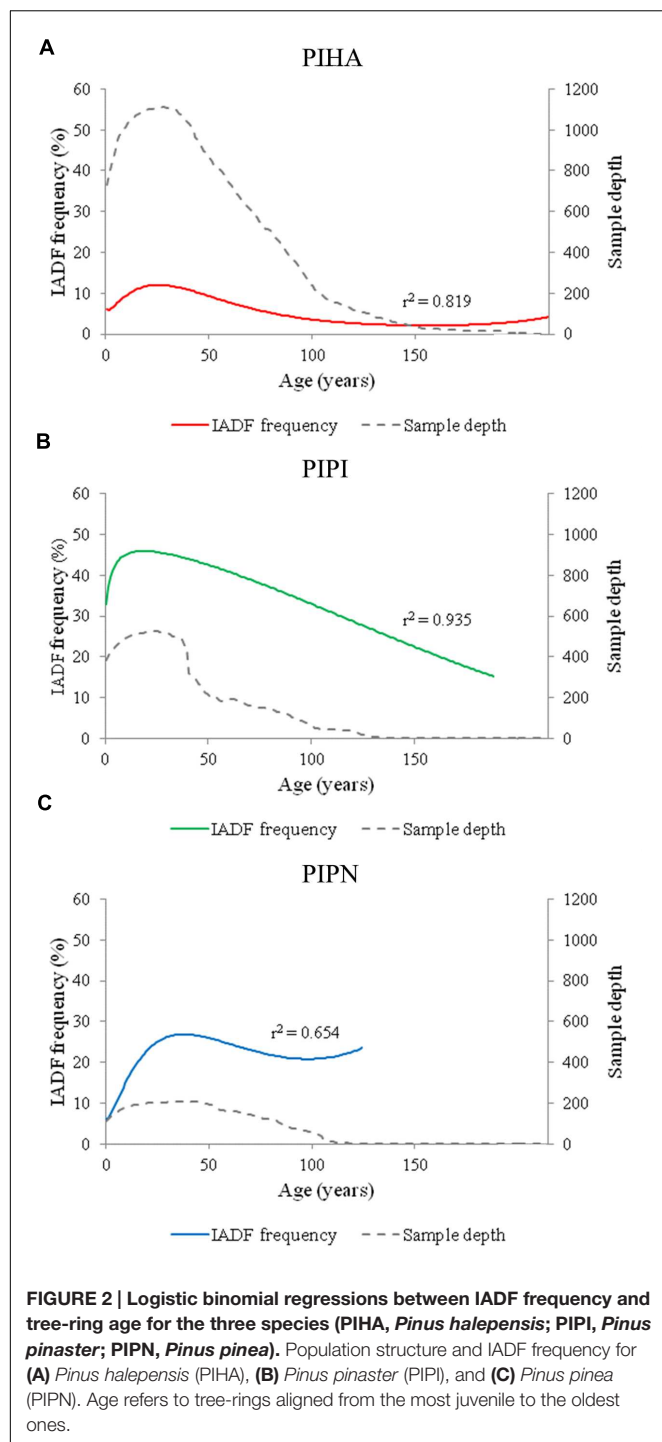 A
PIHA
60 1200
50 1000
40 800
30 600
20 400
10 200
0 0
IADF frequency (%)
Sample depth
r² = 0.819
0 50 100 150
Age (years)
IADF frequency Sample depth
B
PIPI
60 1200
50 1000
40 800
30 600
20 400
10 200
0 0
IADF frequency (%)
Sample depth
r² = 0.935
0 50 100 150
Age (years)
IADF frequency Sample depth
C
PIPN
60 1200
50 1000
40 800
30 600
20 400
10 200
0 0
IADF frequency (%)
Sample depth
r² = 0.654
0 50 100 150
Age (years)
IADF frequency Sample depth
FIGURE 2 | Logistic binomial regressions between IADF frequency and
tree-ring age for the three species (PIHA, Pinus halepensis; PIPI, Pinus
pinaster; PIPN, Pinus pinea). Population structure and IADF frequency for
(A) Pinus halepensis (PIHA), (B) Pinus pinaster (PIPI), and (C) Pinus pinea
(PIPN). Age refers to tree-rings aligned from the most juvenile to the oldest
ones.